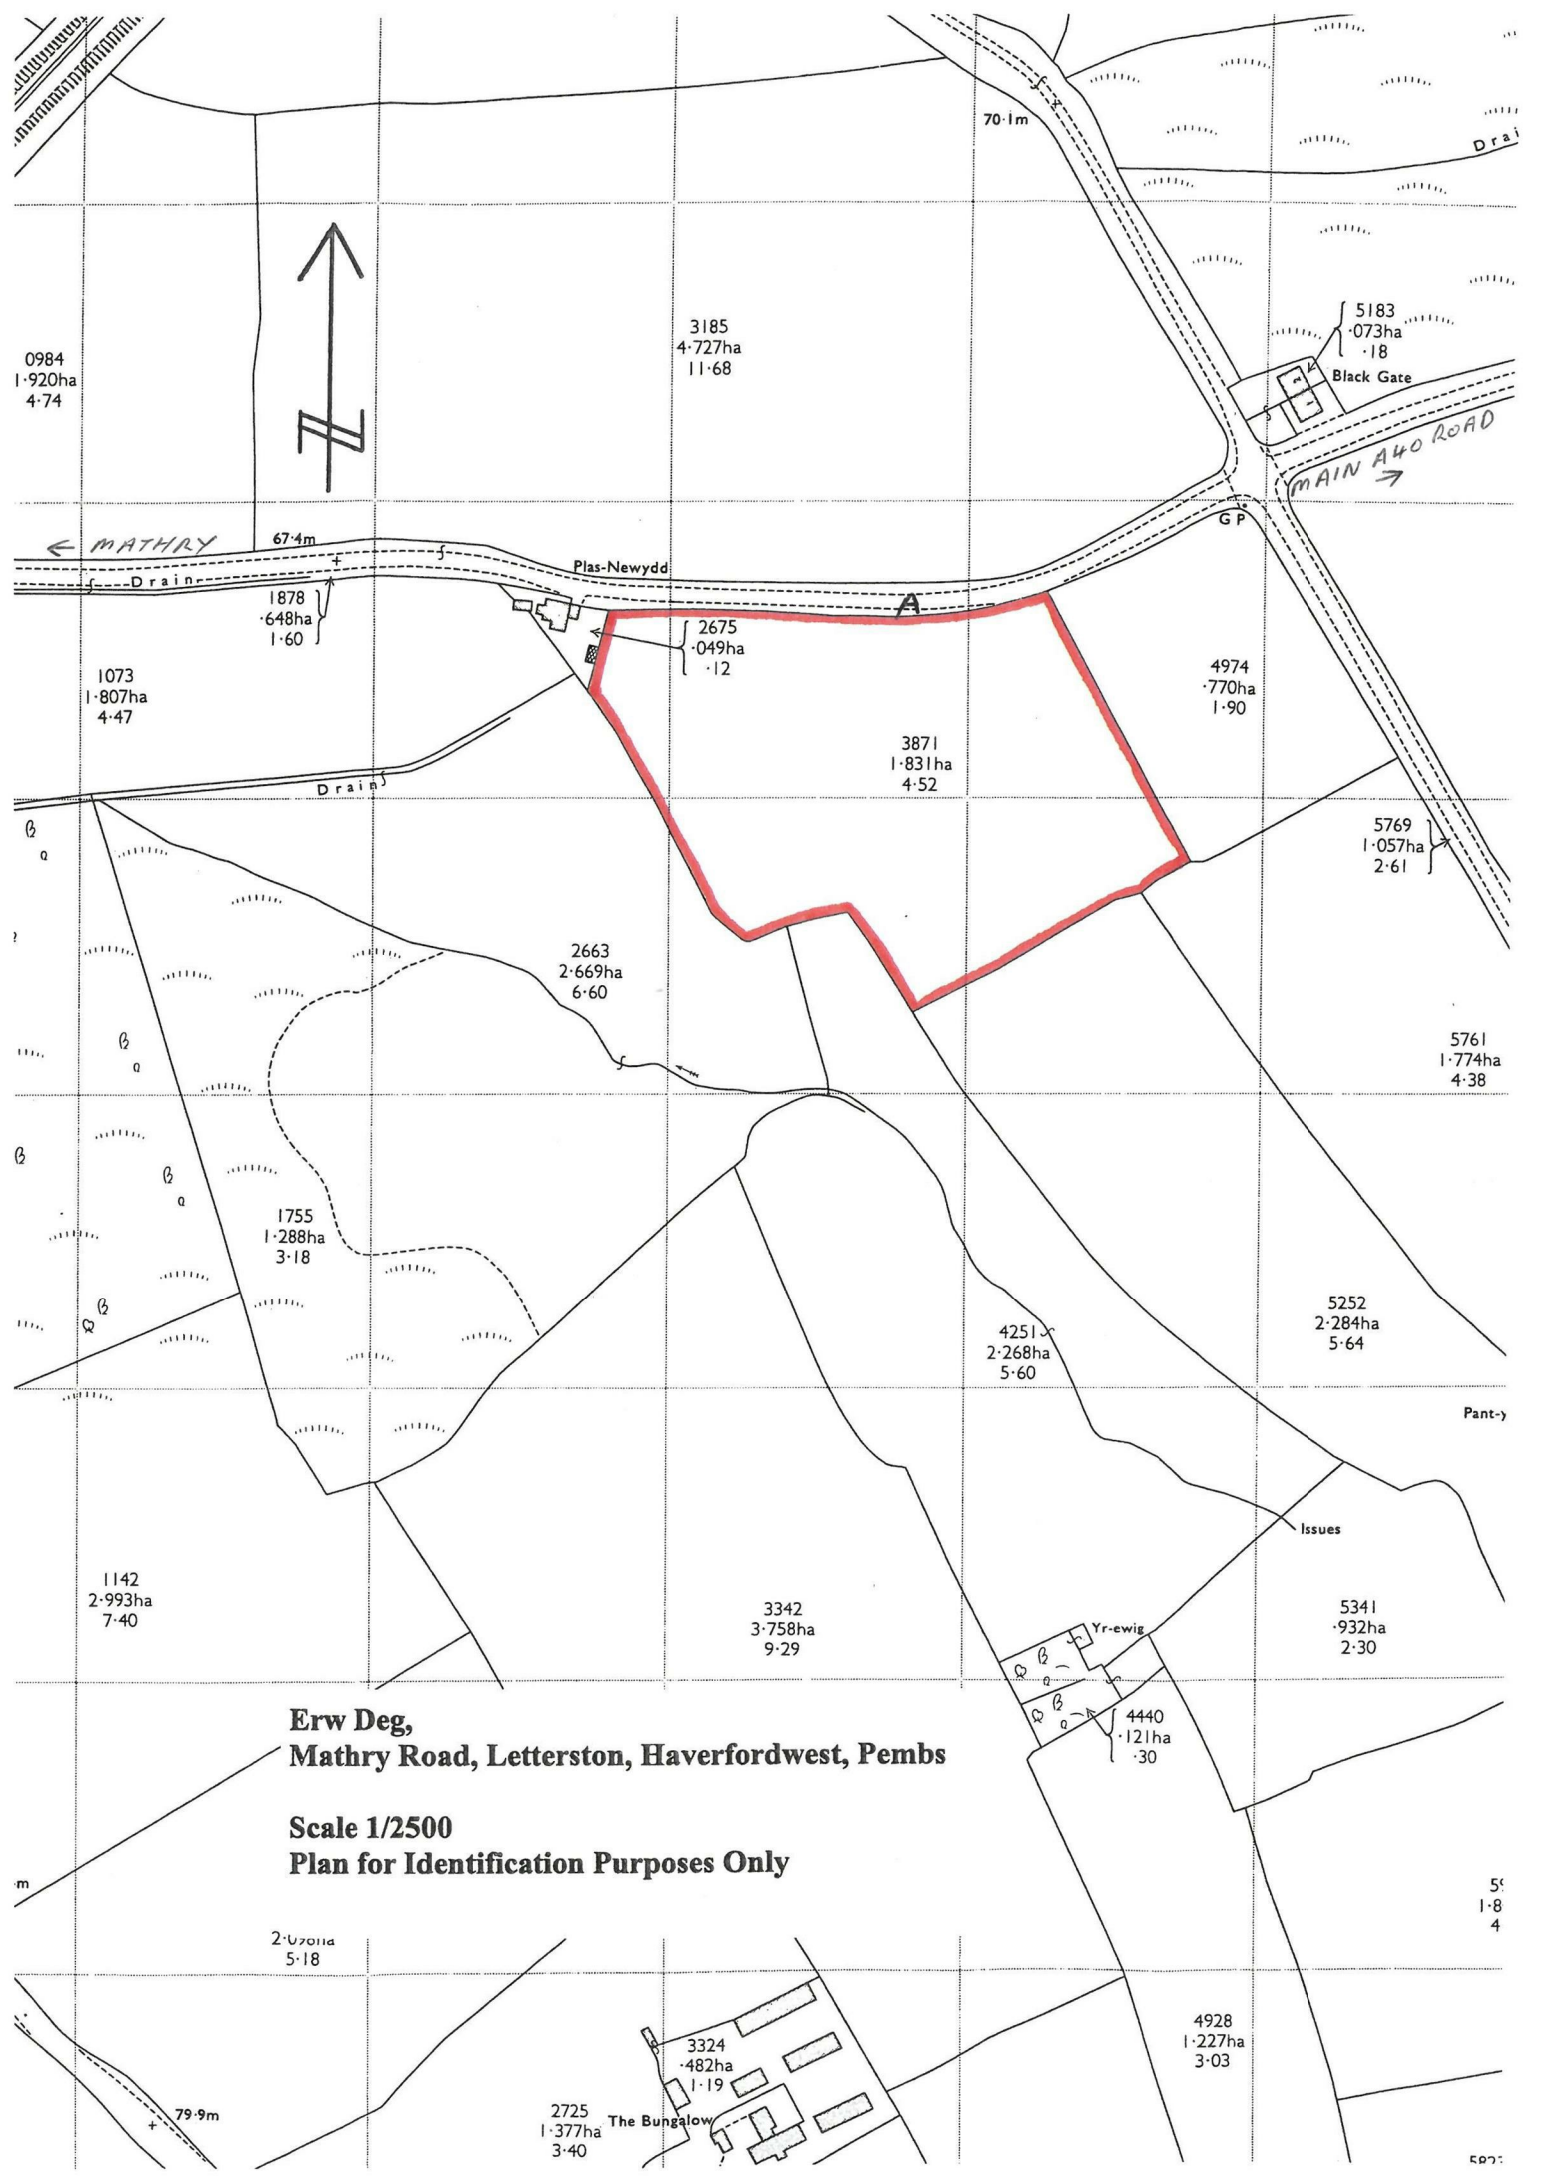 70·1m
Drai
5183
·073ha
·18
Black Gate
2
1
MAIN A40 ROAD →
3185
4·727ha
11·68
0984
1·920ha
4·74
N
← MATHRY
67·4m
GP
Plas-Newydd
Drain
A
1878
·648ha
1·60
2675
·049ha
·12
1073
1·807ha
4·47
4974
·770ha
1·90
3871
1·831ha
4·52
Drain
5769
1·057ha
2·61
2663
2·669ha
6·60
5761
1·774ha
4·38
1755
1·288ha
3·18
4251
2·268ha
5·60
5252
2·284ha
5·64
Pant-y
Issues
1142
2·993ha
7·40
3342
3·758ha
9·29
5341
·932ha
2·30
Yr-ewig
4440
·121ha
·30
Erw Deg,
Mathry Road, Letterston, Haverfordwest, Pembs
Scale 1/2500
Plan for Identification Purposes Only
m
1·8
4
5·18
4928
1·227ha
3·03
3324
·482ha
1·19
79·9m
2725
1·377ha
3·40
The Bungalow